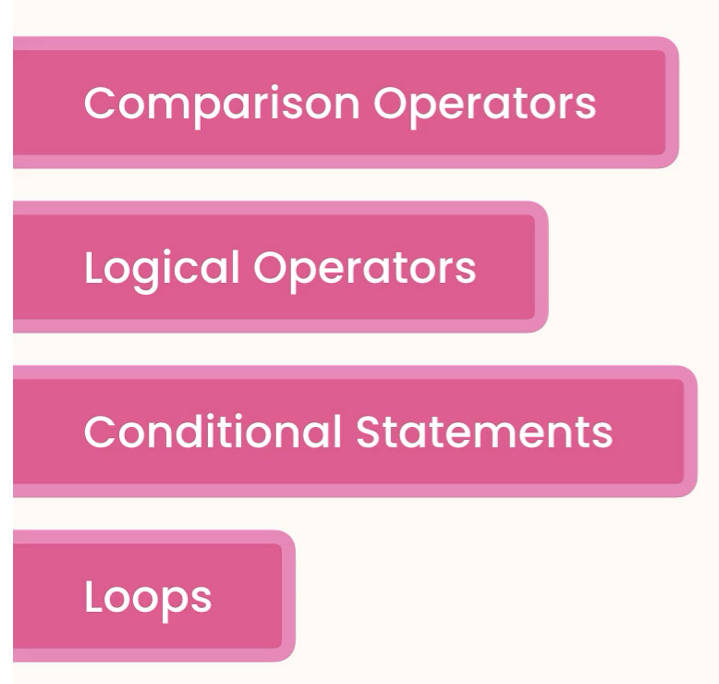 Comparison Operators
Logical Operators
Conditional Statements
Loops